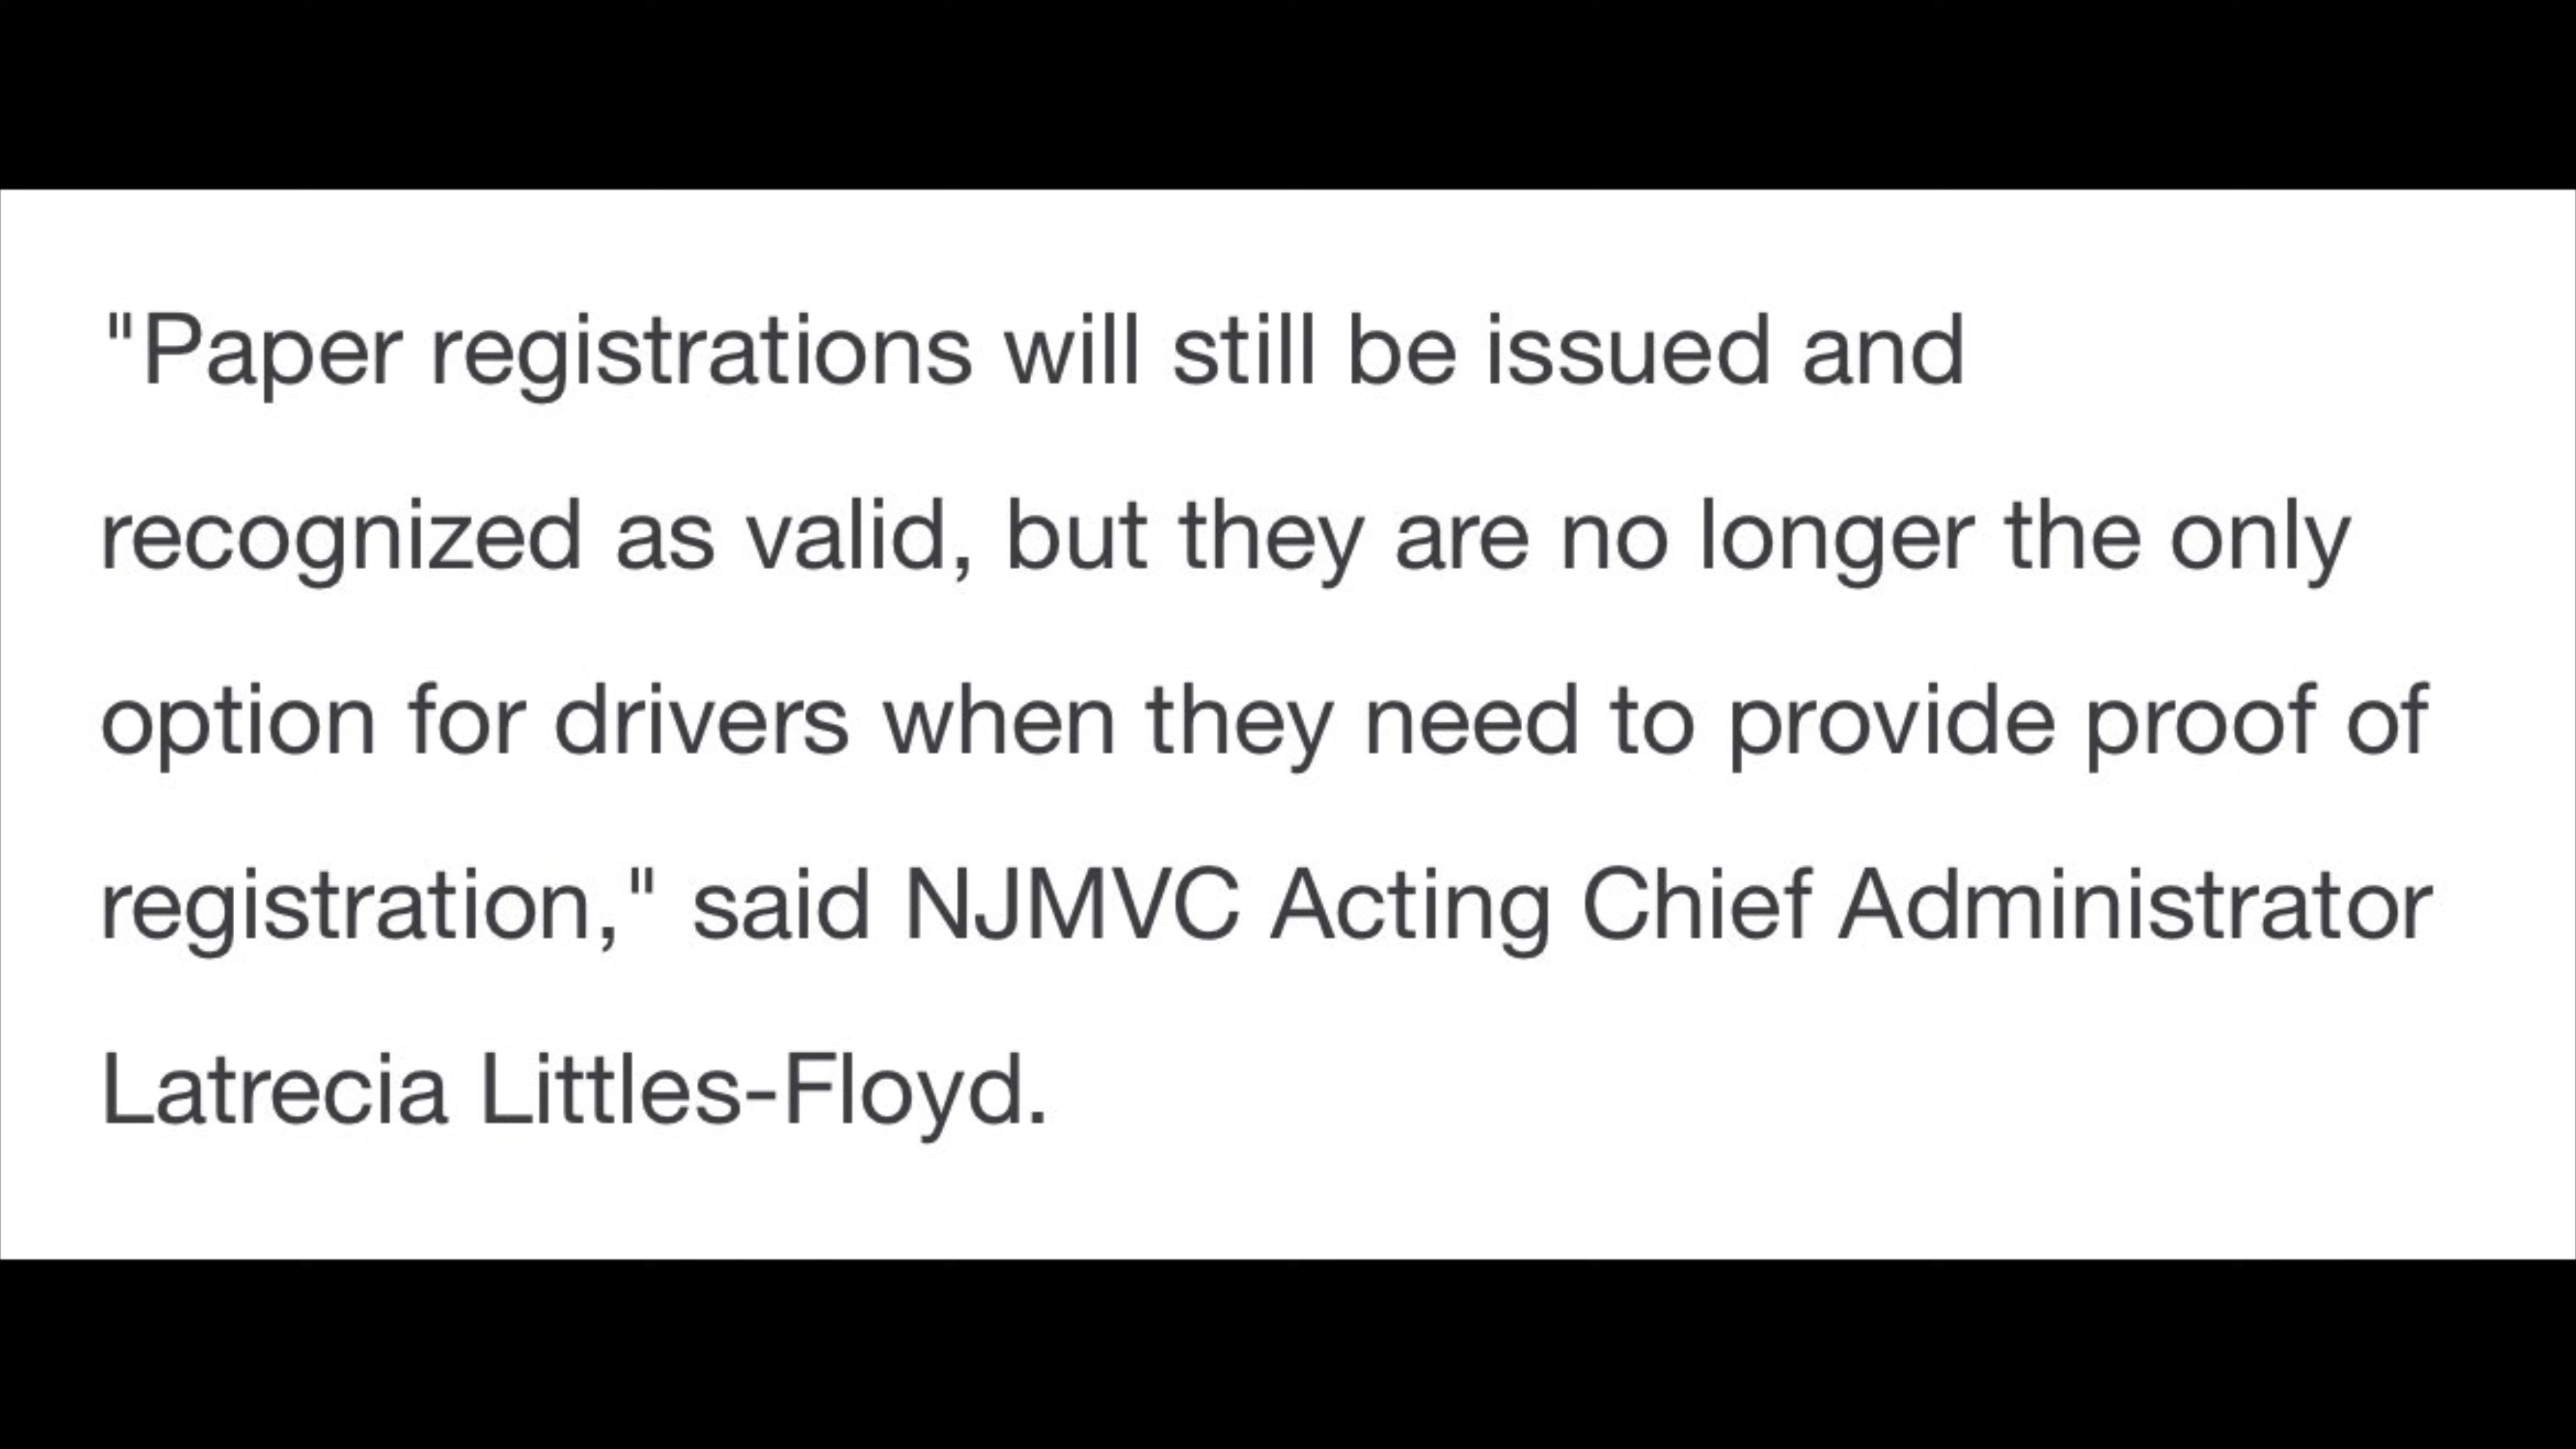 "Paper registrations will still be issued and
recognized as valid, but they are no longer the only
option for drivers when they need to provide proof of
registration," said NJMVC Acting Chief Administrator
Latrecia Littles-Floyd.